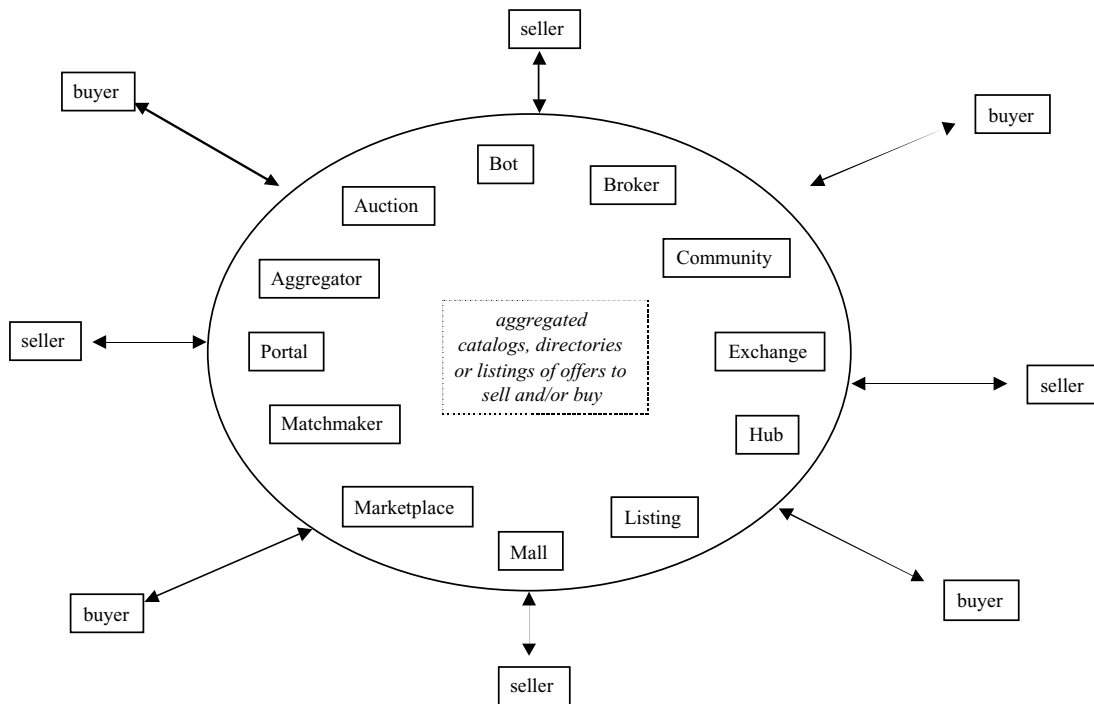 seller
buyer
buyer
Bot
Broker
Auction
Community
Aggregator
aggregated
catalogs, directories
or listings of offers to
sell and/or buy
seller
Portal
Exchange
seller
Matchmaker
Hub
Marketplace
Listing
Mall
buyer
buyer
seller